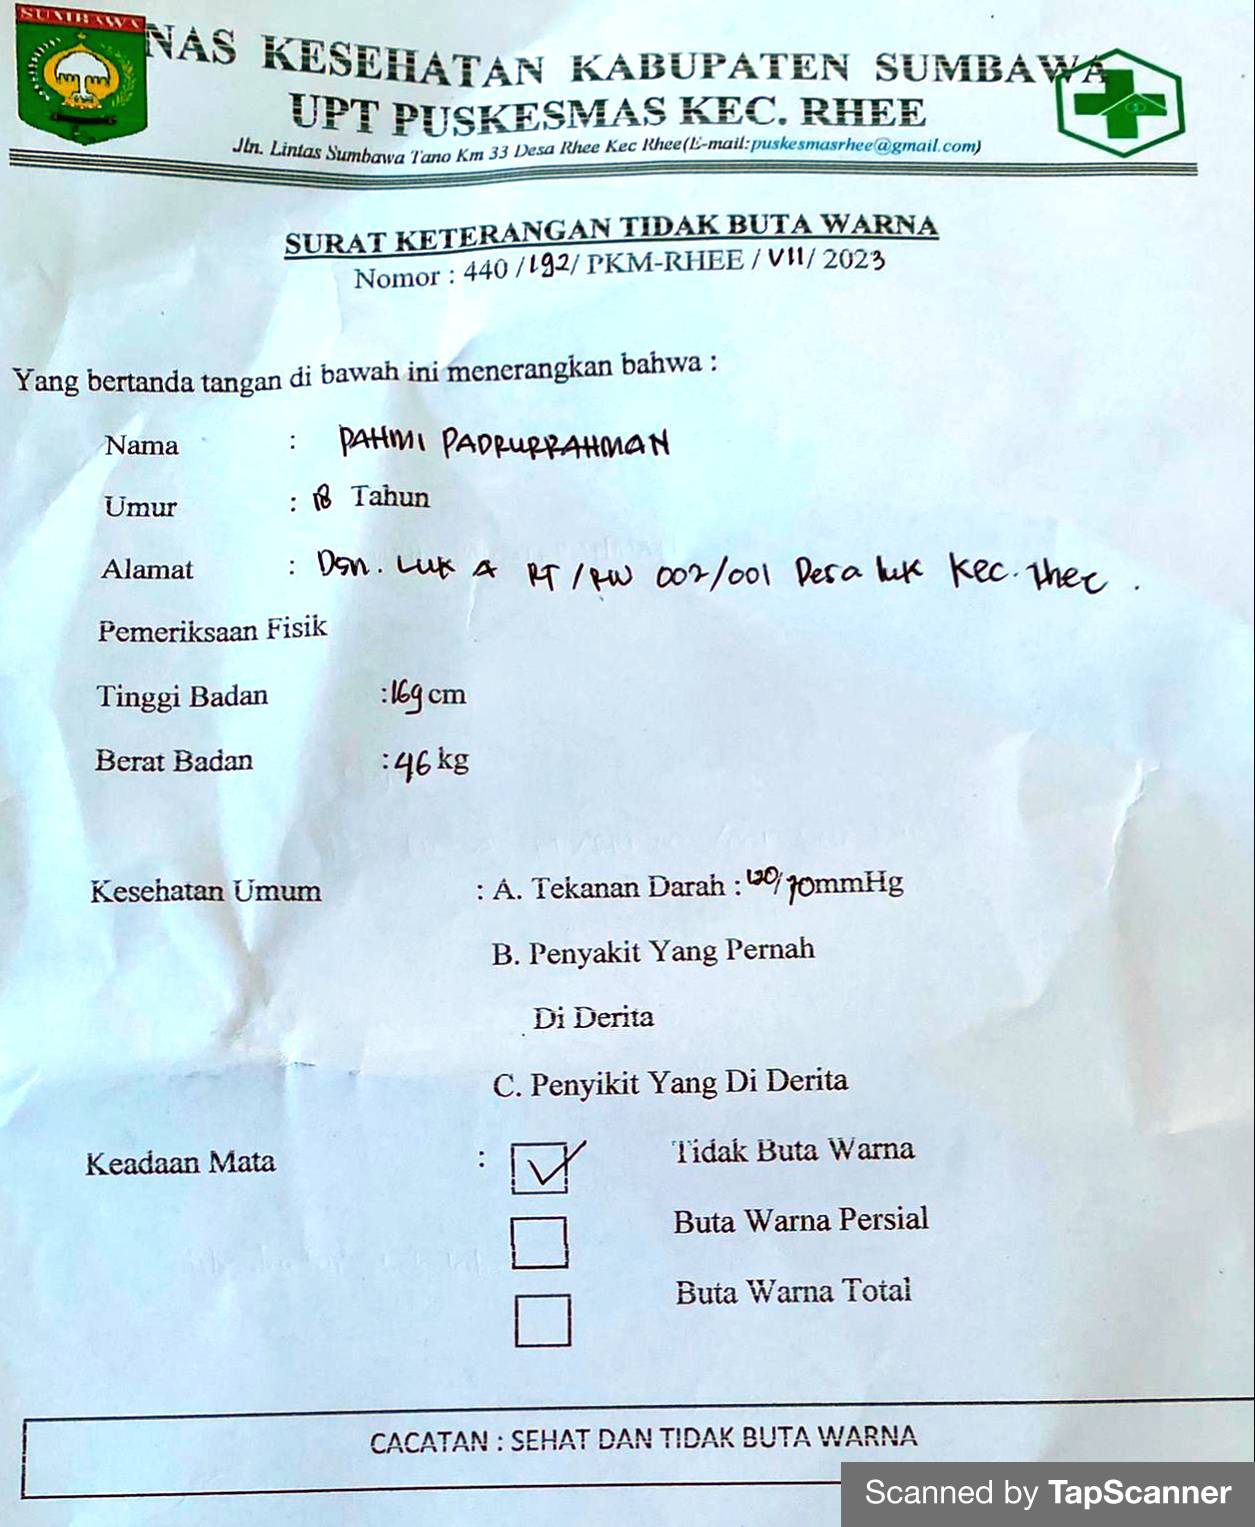 SUMBAWA
NAS KESEHATAN KABUPATEN SUMBAWA
UPT PUSKESMAS KEC. RHEE
Jln. Lintas Sumbawa Tano Km 33 Desa Rhee Kec Rhee(E-mail:puskesmasrhee@gmail.com)
SURAT KETERANGAN TIDAK BUTA WARNA
Nomor : 440 /192/ PKM-RHEE / VII/ 2023
Yang bertanda tangan di bawah ini menerangkan bahwa :
Nama : PAHMI PADRURRAHMAN
Umur : 18 Tahun
Alamat : Dsn. Luk A RT/RW 002/001 Desa luk Kec. rhee.
Pemeriksaan Fisik
Tinggi Badan :169 cm
Berat Badan :46 kg
Kesehatan Umum : A. Tekanan Darah : 120/70mmHg
B. Penyakit Yang Pernah
Di Derita
C. Penyikit Yang Di Derita
Keadaan Mata : Tidak Buta Warna
Buta Warna Persial
Buta Warna Total
CACATAN : SEHAT DAN TIDAK BUTA WARNA
Scanned by TapScanner